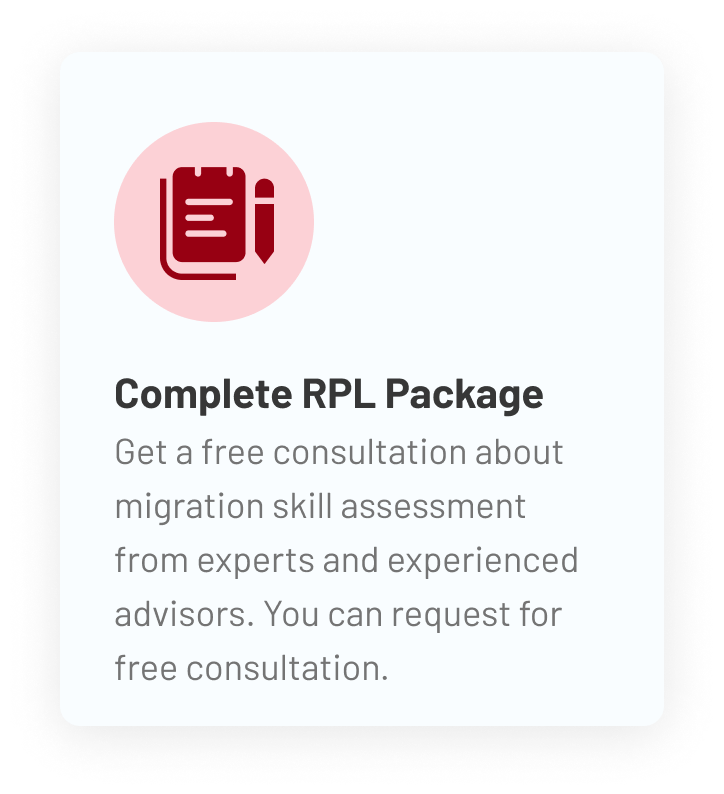 Complete RPL Package
Get a free consultation about
migration skill assessment
from experts and experienced
advisors. You can request for
free consultation.